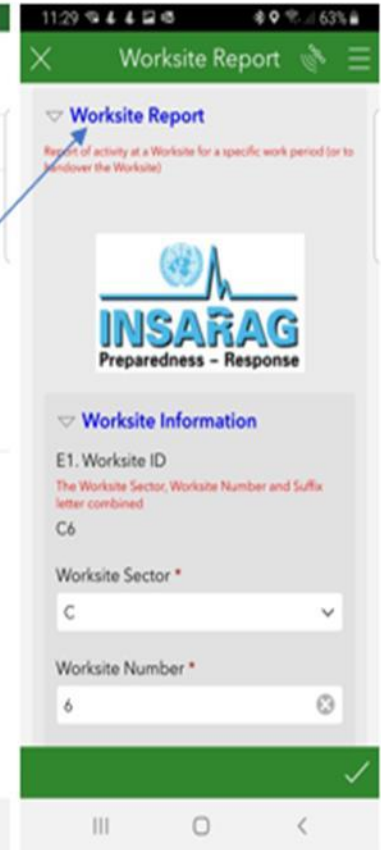 11:29
63%
Worksite Report
Worksite Report
Report of activity at a Worksite for a specific work period (or to
handover the Worksite)
INSARAG
Preparedness – Response
Worksite Information
E1. Worksite ID
The Worksite Sector, Worksite Number and Suffix
letter combined
C6
Worksite Sector *
C
Worksite Number *
6